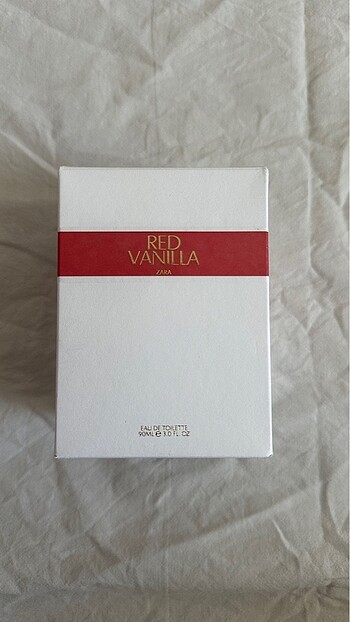 RED
VANILLA
ZARA
EAU DE TOILETTE
90ML e 3.0 FL.OZ